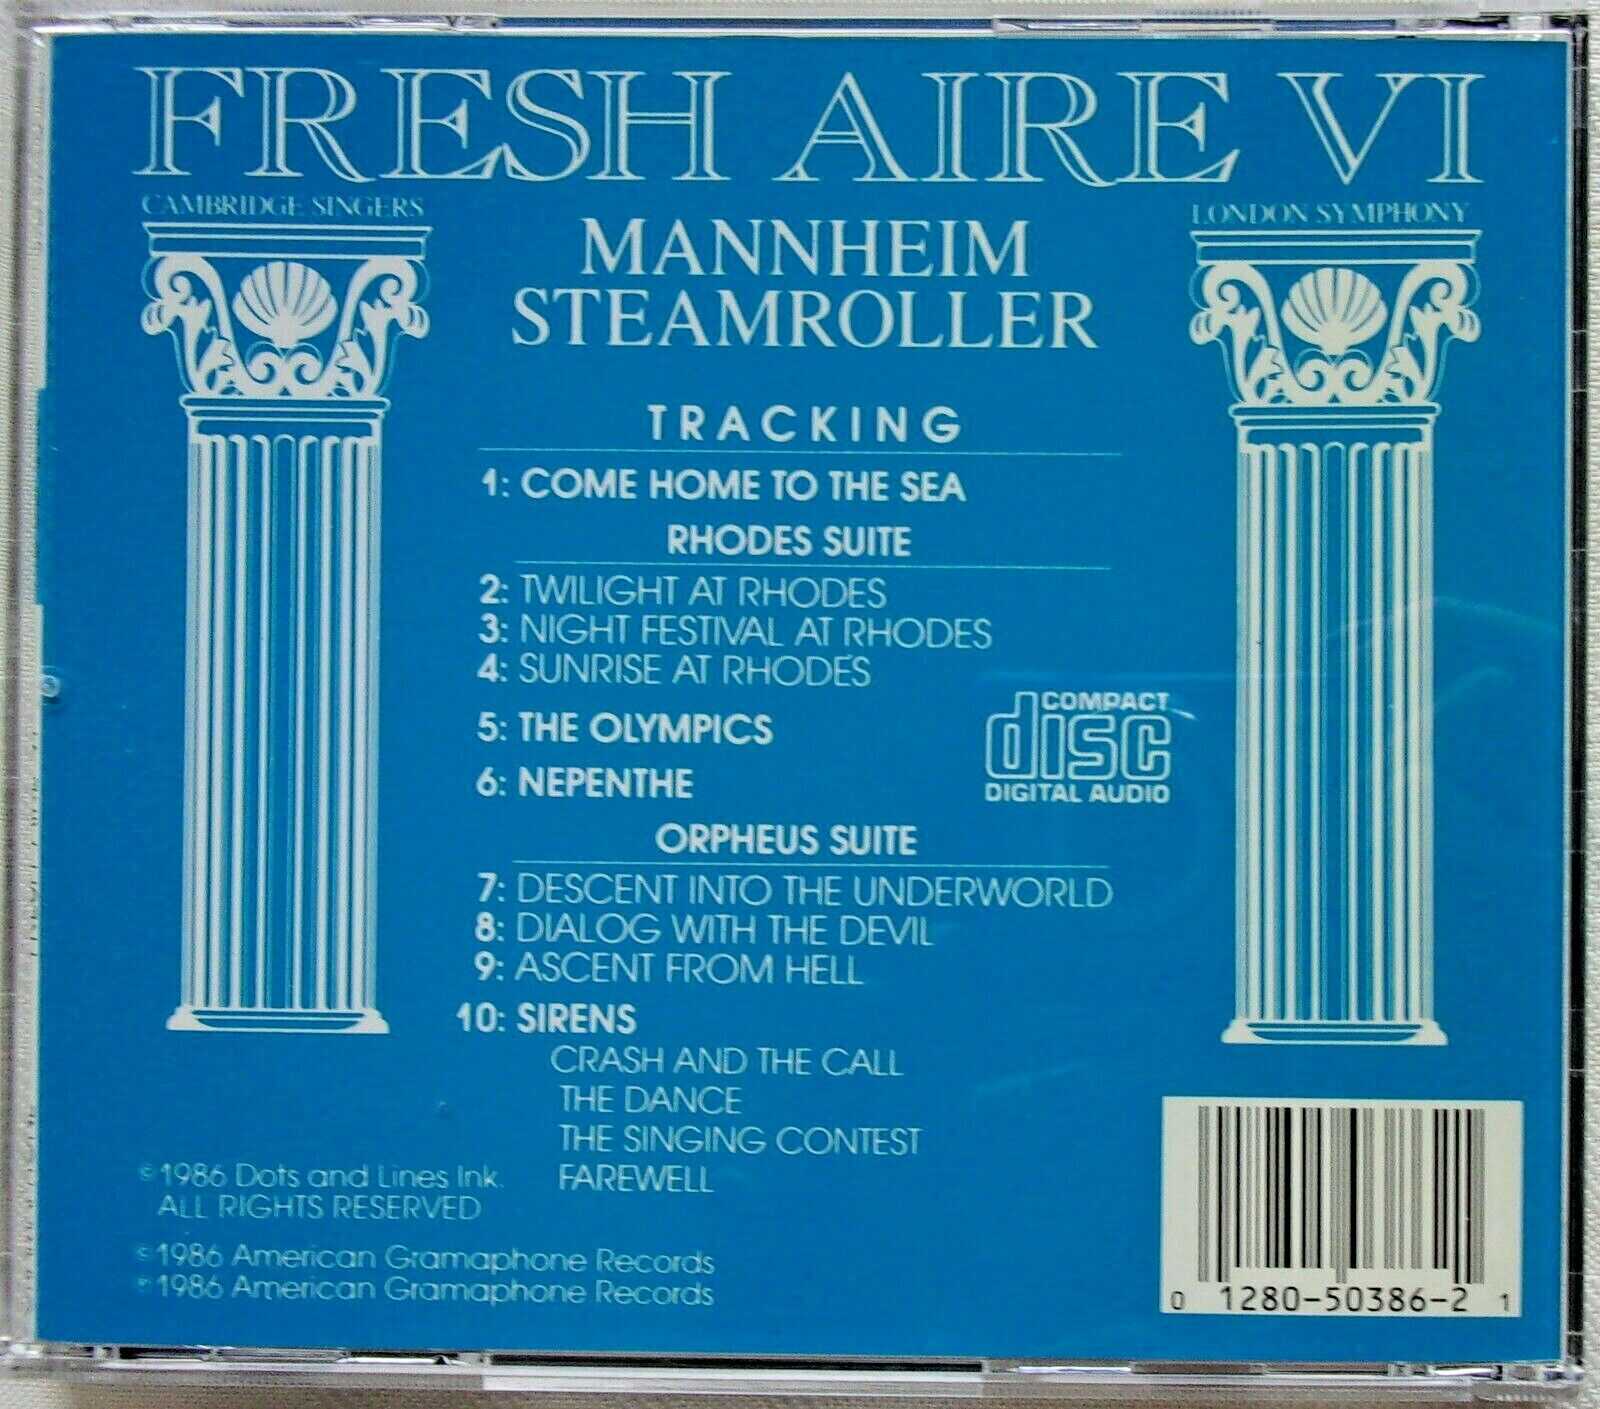 FRESH AIRE VI
CAMBRIDGE SINGERS
LONDON SYMPHONY
MANNHEIM
STEAMROLLER
TRACKING
1: COME HOME TO THE SEA
RHODES SUITE
2: TWILIGHT AT RHODES
3: NIGHT FESTIVAL AT RHODES
4: SUNRISE AT RHODES
5: THE OLYMPICS
6: NEPENTHE
COMPACT
disc
DIGITAL AUDIO
ORPHEUS SUITE
7: DESCENT INTO THE UNDERWORLD
8: DIALOG WITH THE DEVIL
9: ASCENT FROM HELL
10: SIRENS
CRASH AND THE CALL
THE DANCE
THE SINGING CONTEST
FAREWELL
© 1986 Dots and Lines Ink.
ALL RIGHTS RESERVED
© 1986 American Gramaphone Records
℗ 1986 American Gramaphone Records
0 1280-50386-2 1